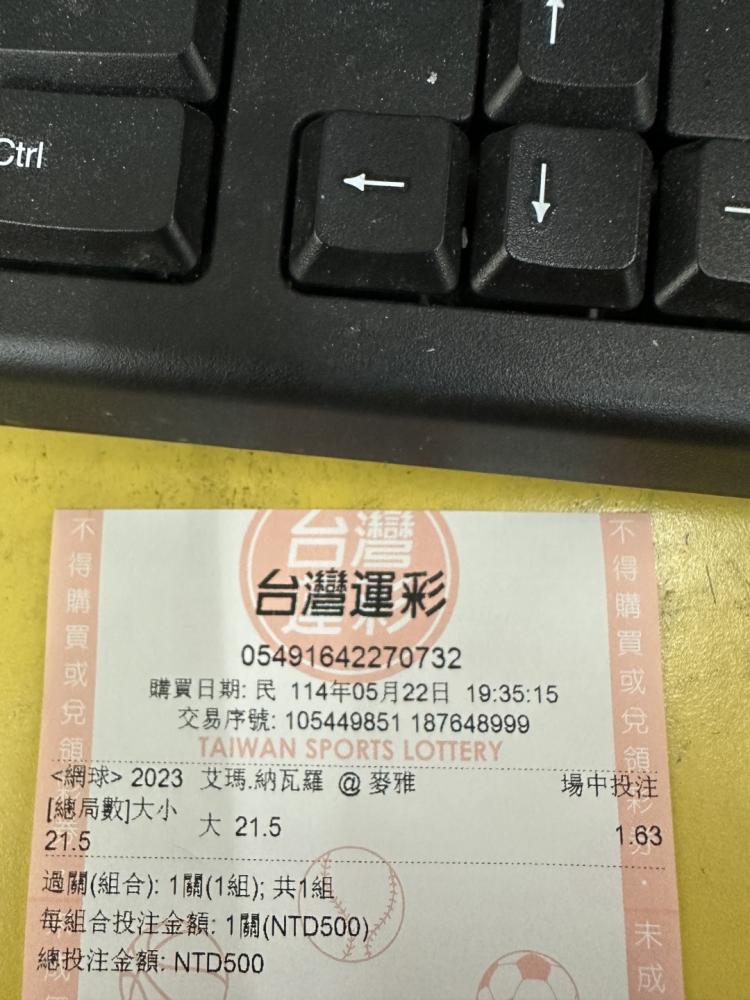 Ctrl
台灣運彩
05491642270732
購買日期: 民 114年05月22日 19:35:15
交易序號: 105449851 187648999
TAIWAN SPORTS LOTTERY
<網球> 2023 艾瑪.納瓦羅 @ 麥雅 場中投注
[總局數]大小
21.5 大 21.5 1.63
過關(組合): 1關(1組); 共1組
每組合投注金額: 1關(NTD500)
總投注金額: NTD500
不得購買或兌領
不得購買或兌領彩券。未成